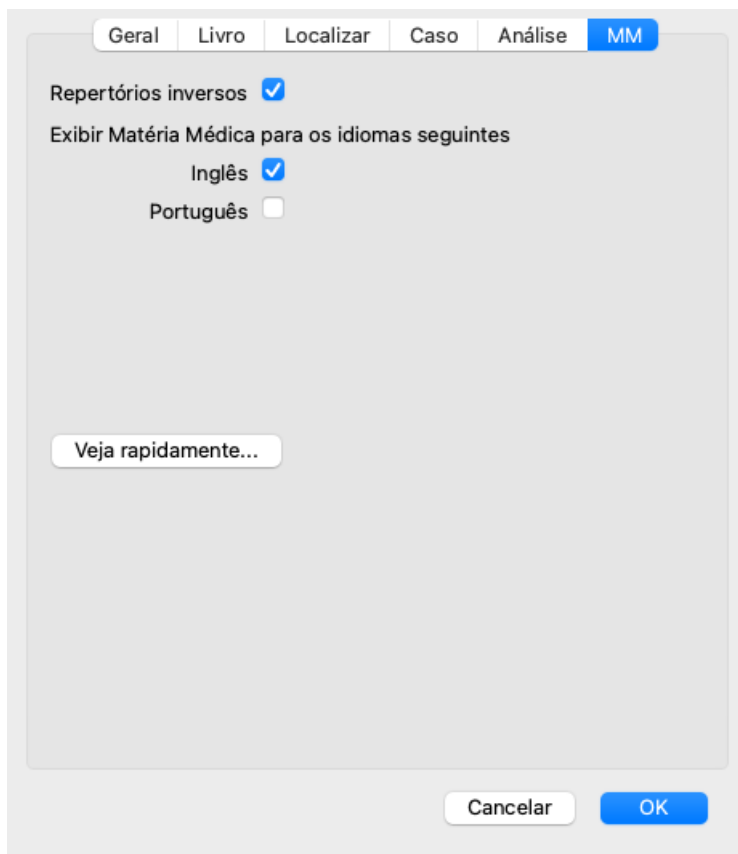 Geral Livro Localizar Caso Análise MM
Repertórios inversos
Exibir Matéria Médica para os idiomas seguintes
Inglês
Português
Veja rapidamente...
Cancelar OK